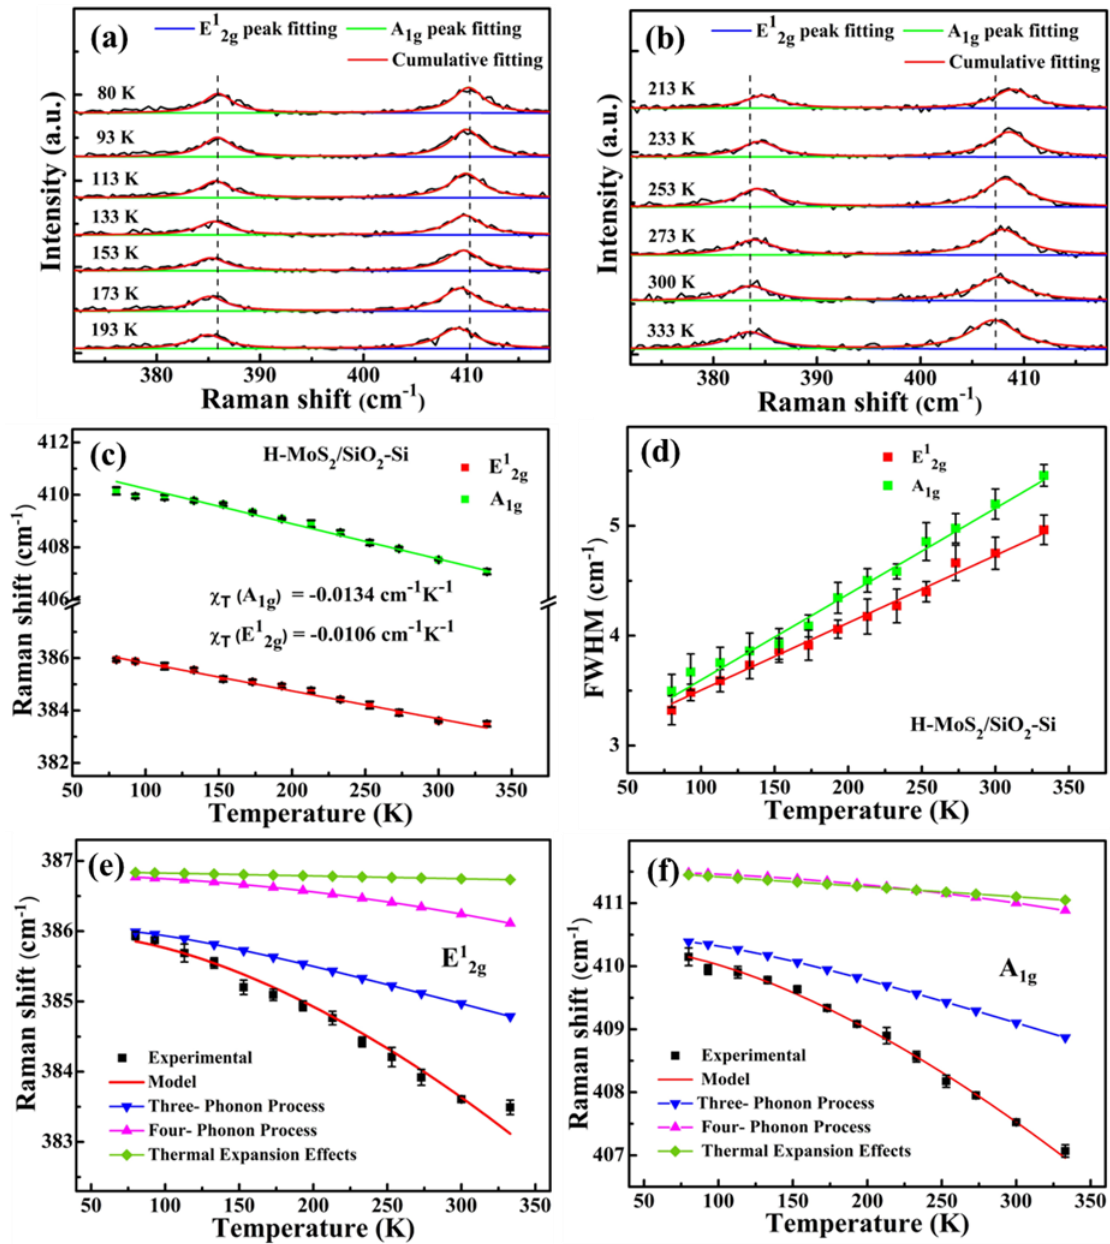 (a)
E¹₂g peak fitting
A₁g peak fitting
Cumulative fitting
80 K
93 K
113 K
133 K
153 K
173 K
193 K
Intensity (a.u.)
380 390 400 410
Raman shift (cm⁻¹)
(b)
E¹₂g peak fitting
A₁g peak fitting
Cumulative fitting
213 K
233 K
253 K
273 K
300 K
333 K
Intensity (a.u.)
380 390 400 410
Raman shift (cm⁻¹)
(c)
H-MoS₂/SiO₂-Si
E¹₂g
A₁g
χT (A₁g) = -0.0134 cm⁻¹K⁻¹
χT (E¹₂g) = -0.0106 cm⁻¹K⁻¹
412
410
408
406
386
384
382
Raman shift (cm⁻¹)
50 100 150 200 250 300 350
Temperature (K)
(d)
E¹₂g
A₁g
H-MoS₂/SiO₂-Si
5
4
3
FWHM (cm⁻¹)
50 100 150 200 250 300 350
Temperature (K)
(e)
E¹₂g
Experimental
Model
Three- Phonon Process
Four- Phonon Process
Thermal Expansion Effects
387
386
385
384
383
Raman shift (cm⁻¹)
50 100 150 200 250 300 350
Temperature (K)
(f)
A₁g
Experimental
Model
Three- Phonon Process
Four- Phonon Process
Thermal Expansion Effects
411
410
409
408
407
Raman shift (cm⁻¹)
50 100 150 200 250 300 350
Temperature (K)